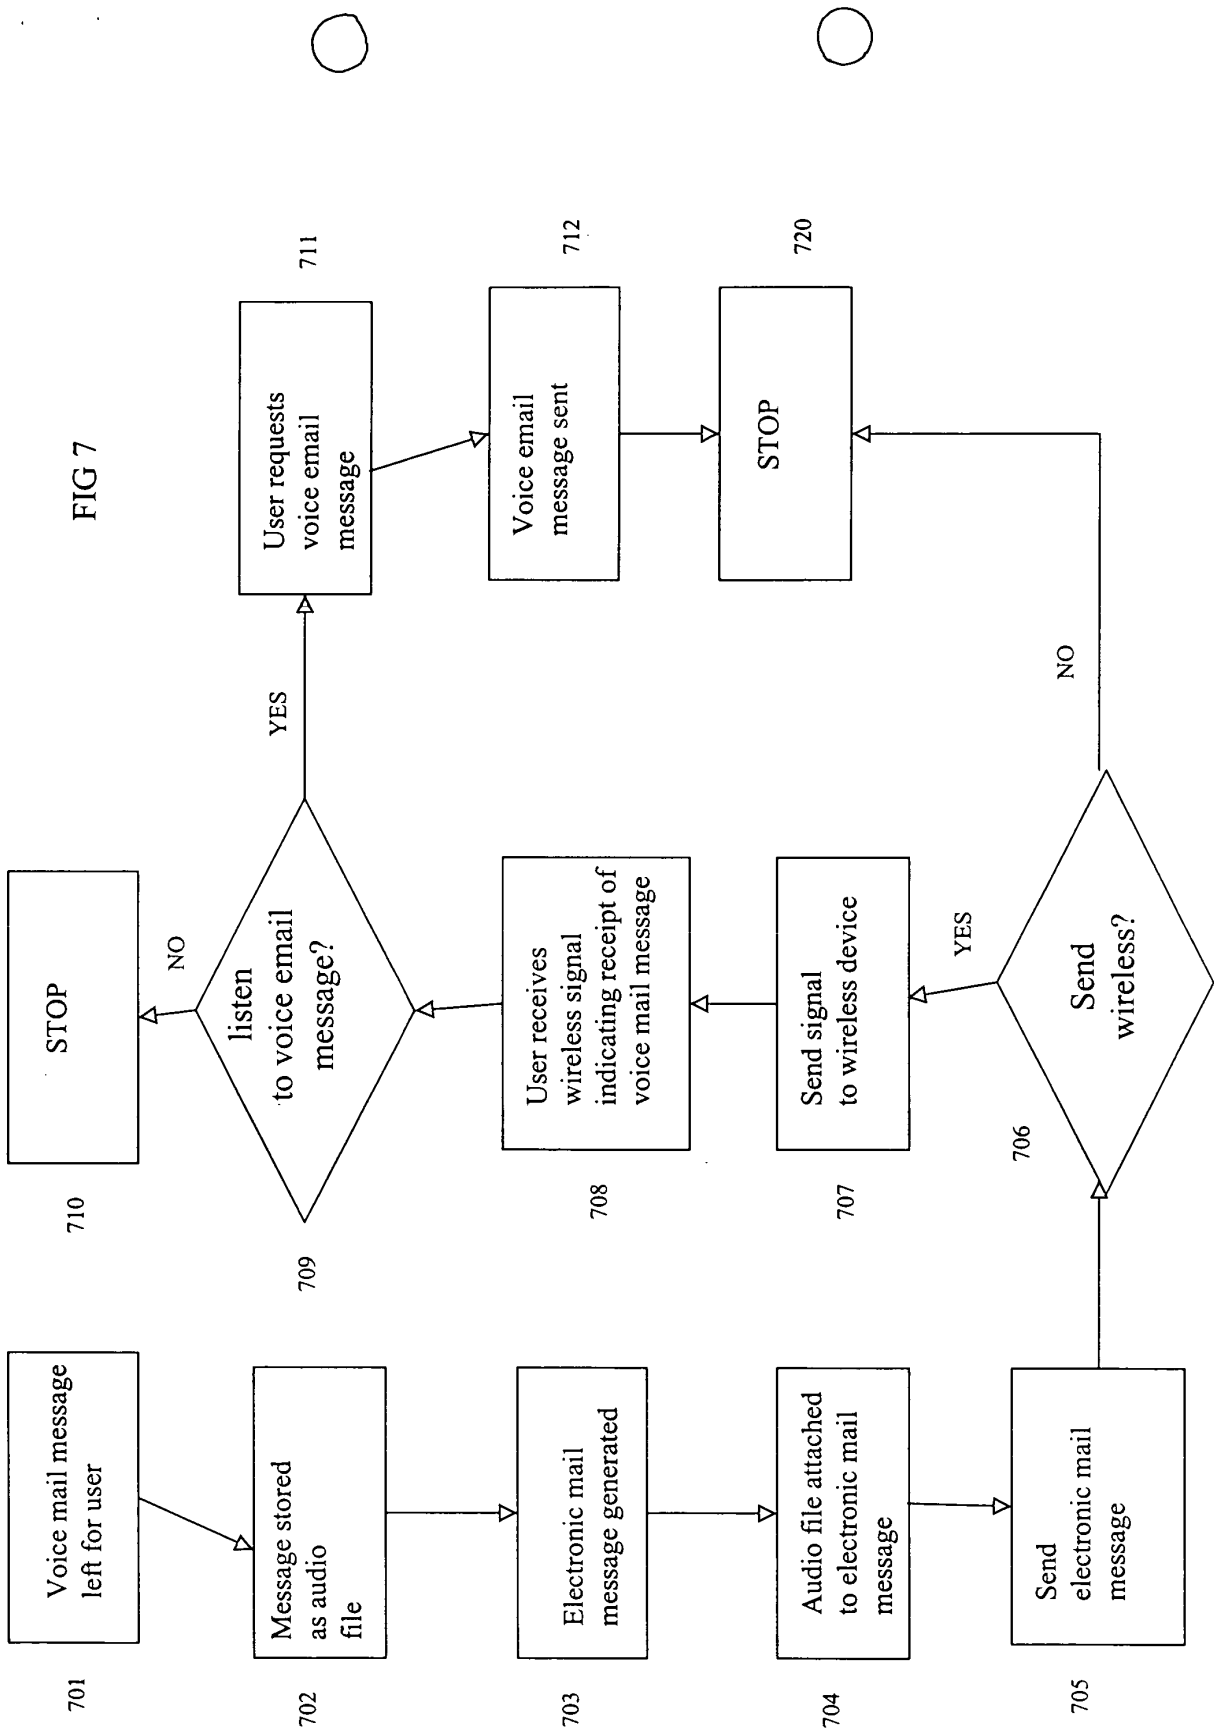 FIG 7
701
Voice mail message
left for user
702
Message stored
as audio
file
703
Electronic mail
message generated
704
Audio file attached
to electronic mail
message
705
Send
electronic mail
message
706
Send
wireless?
YES
NO
707
Send signal
to wireless device
708
User receives
wireless signal
indicating receipt of
voice mail message
709
listen
to voice email
message?
NO
YES
710
STOP
711
User requests
voice email
message
712
Voice email
message sent
720
STOP